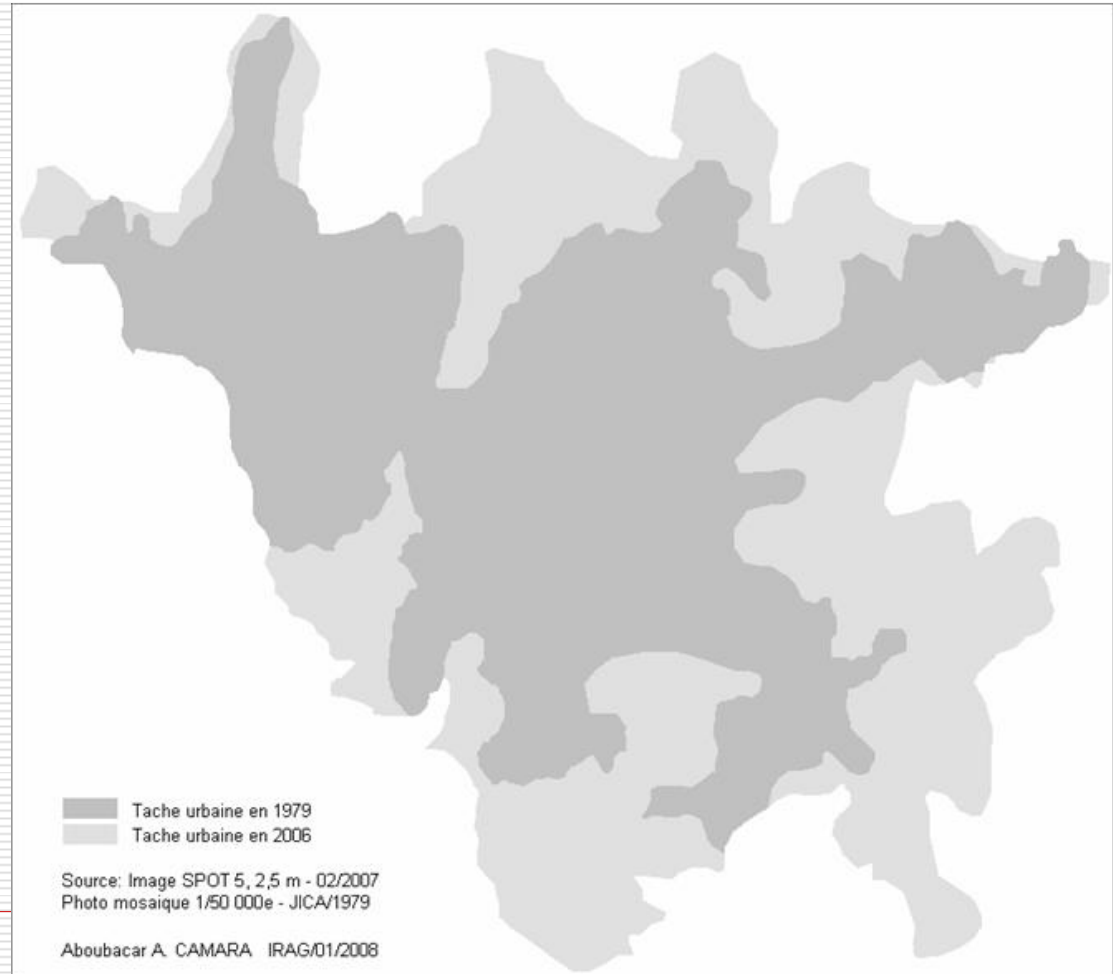 Tache urbaine en 1979
Tache urbaine en 2006
Source: Image SPOT 5, 2,5 m - 02/2007
Photo mosaique 1/50 000e - JICA/1979
Aboubacar A. CAMARA IRAG/01/2008